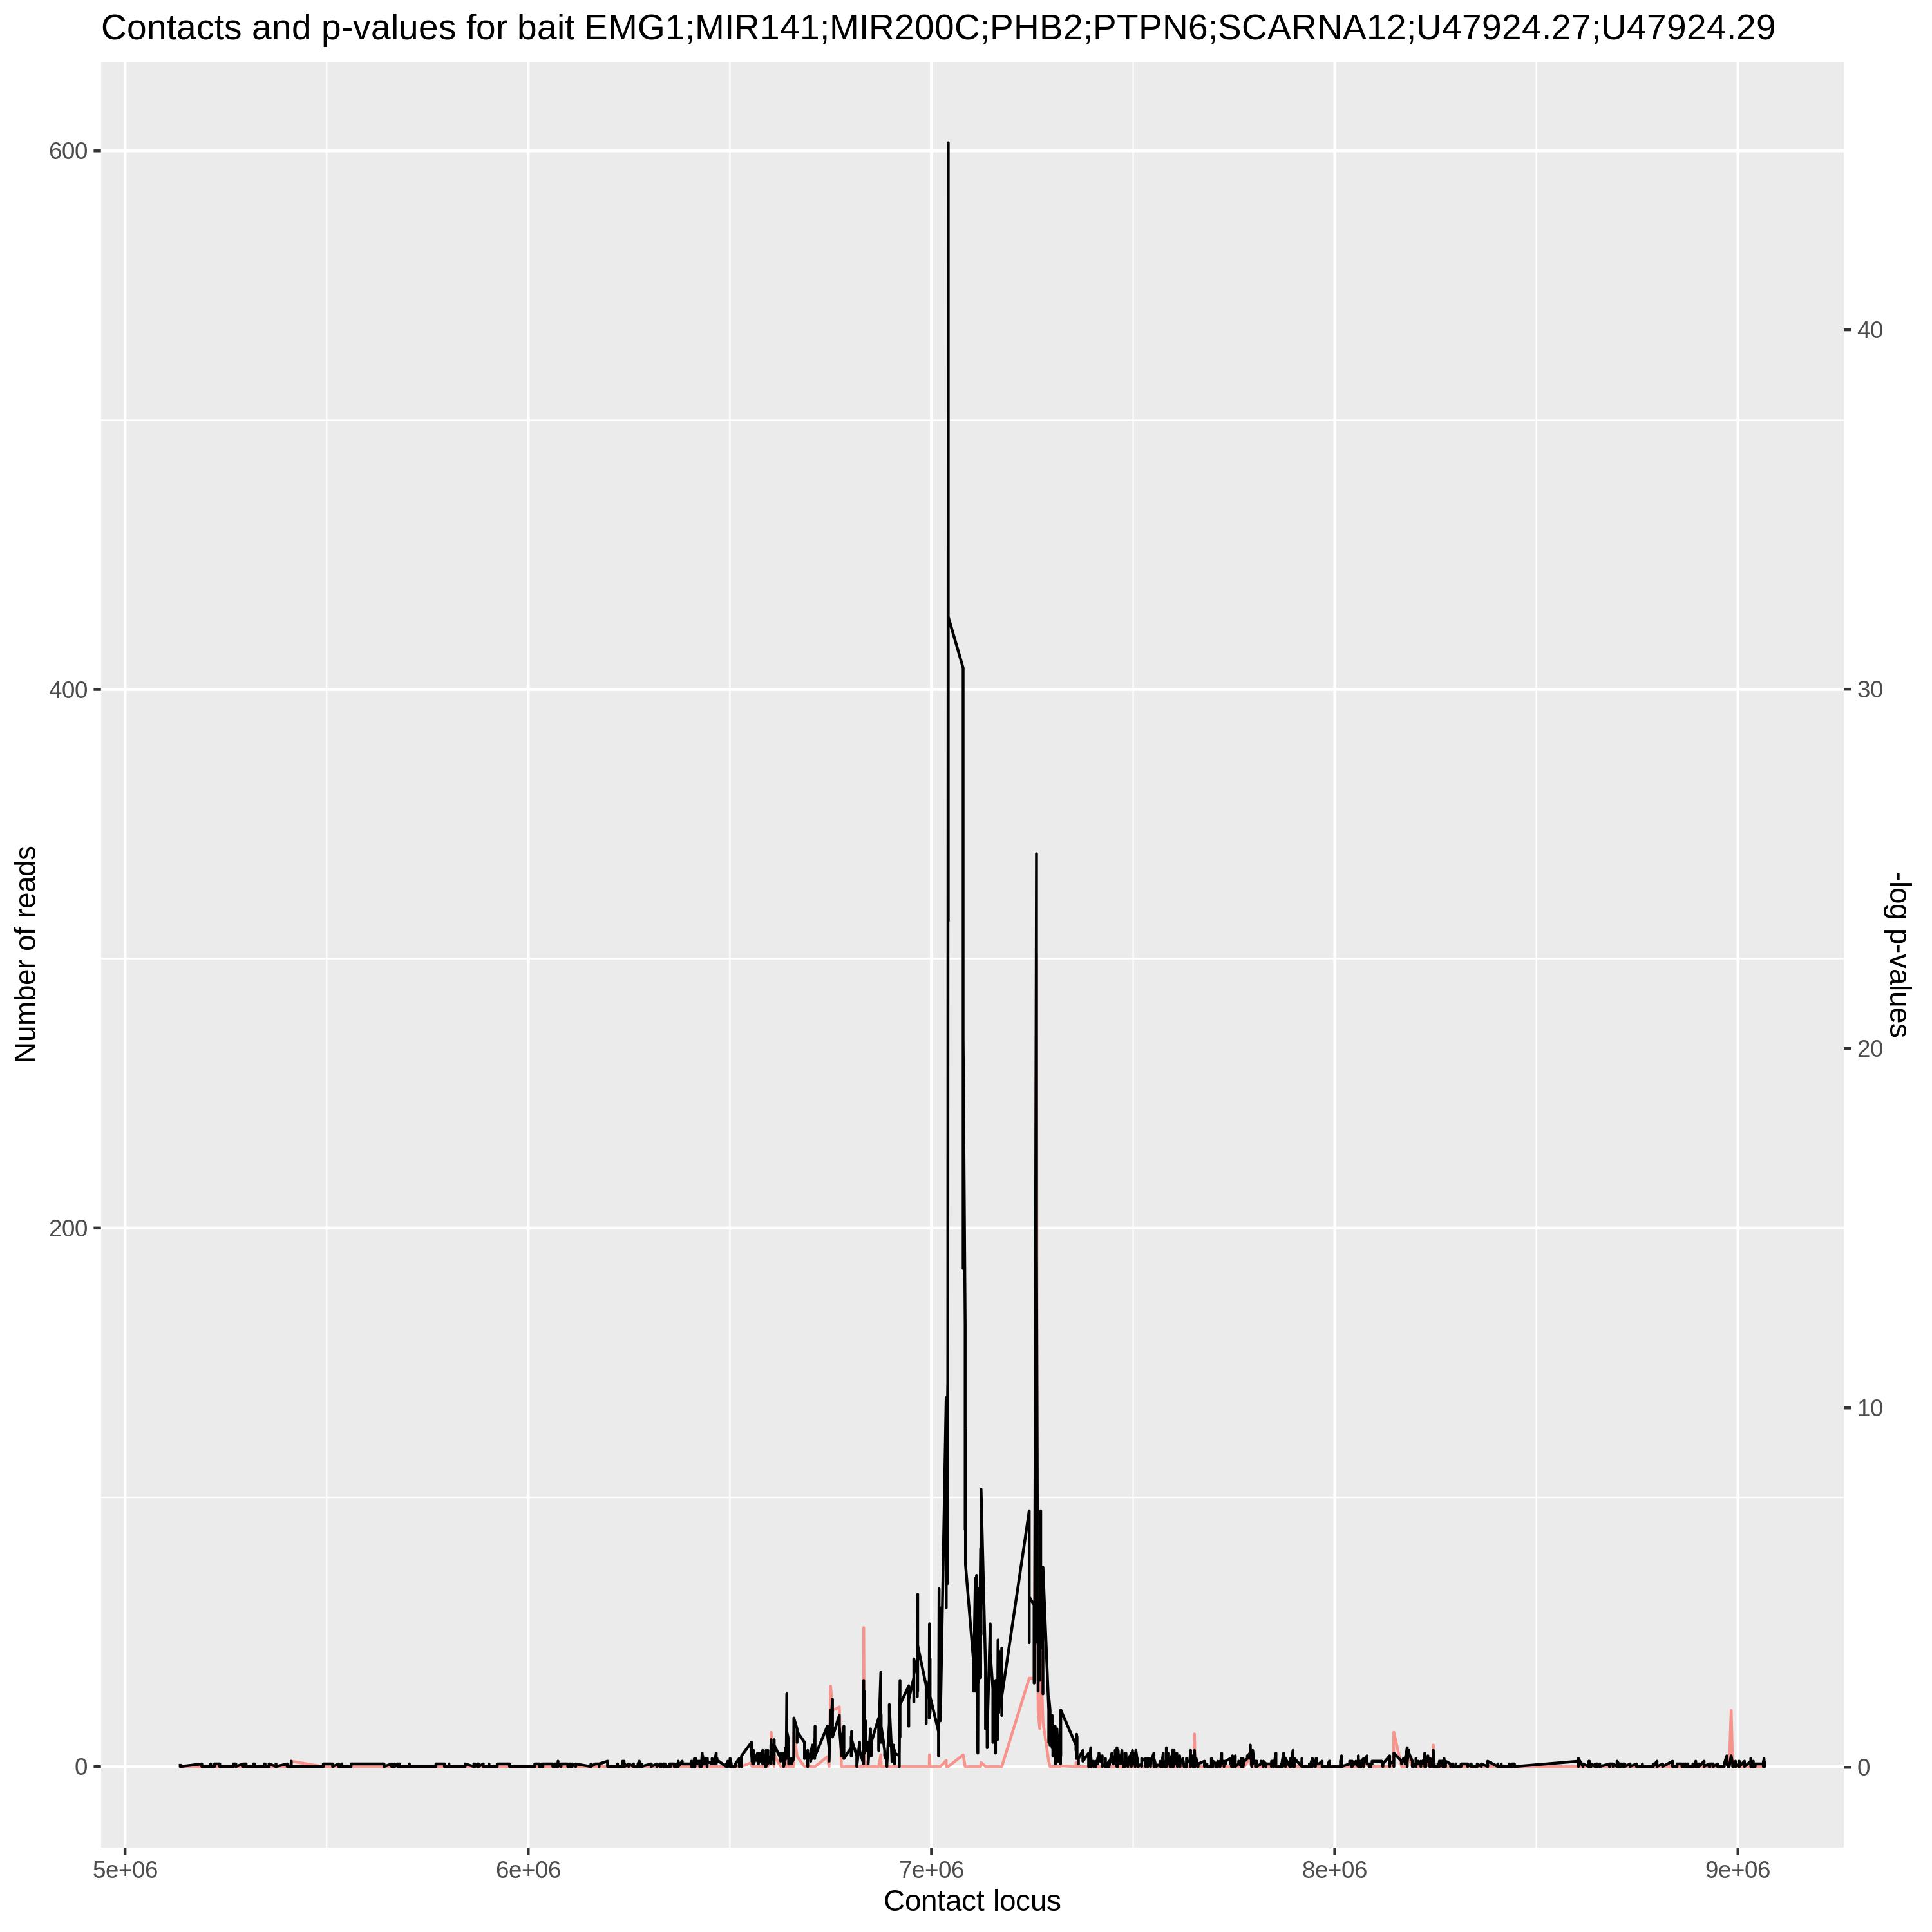 Contacts and p-values for bait EMG1;MIR141;MIR200C;PHB2;PTPN6;SCARNA12;U47924.27;U47924.29
600
400
200
0
Number of reads
40
30
20
10
0
-log p-values
5e+06
6e+06
7e+06
8e+06
9e+06
Contact locus